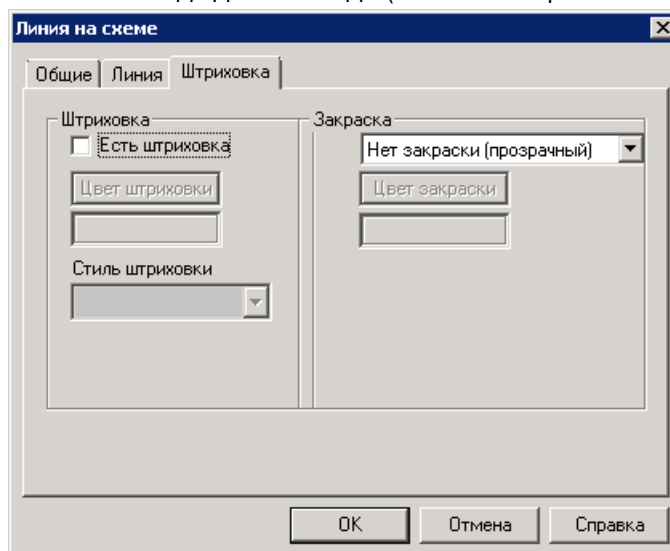 Линия на схеме
Общие Линия Штриховка
Штриховка Закраска
Есть штриховка Нет закраски (прозрачный)
Цвет штриховки Цвет закраски
Стиль штриховки
OK Отмена Справка